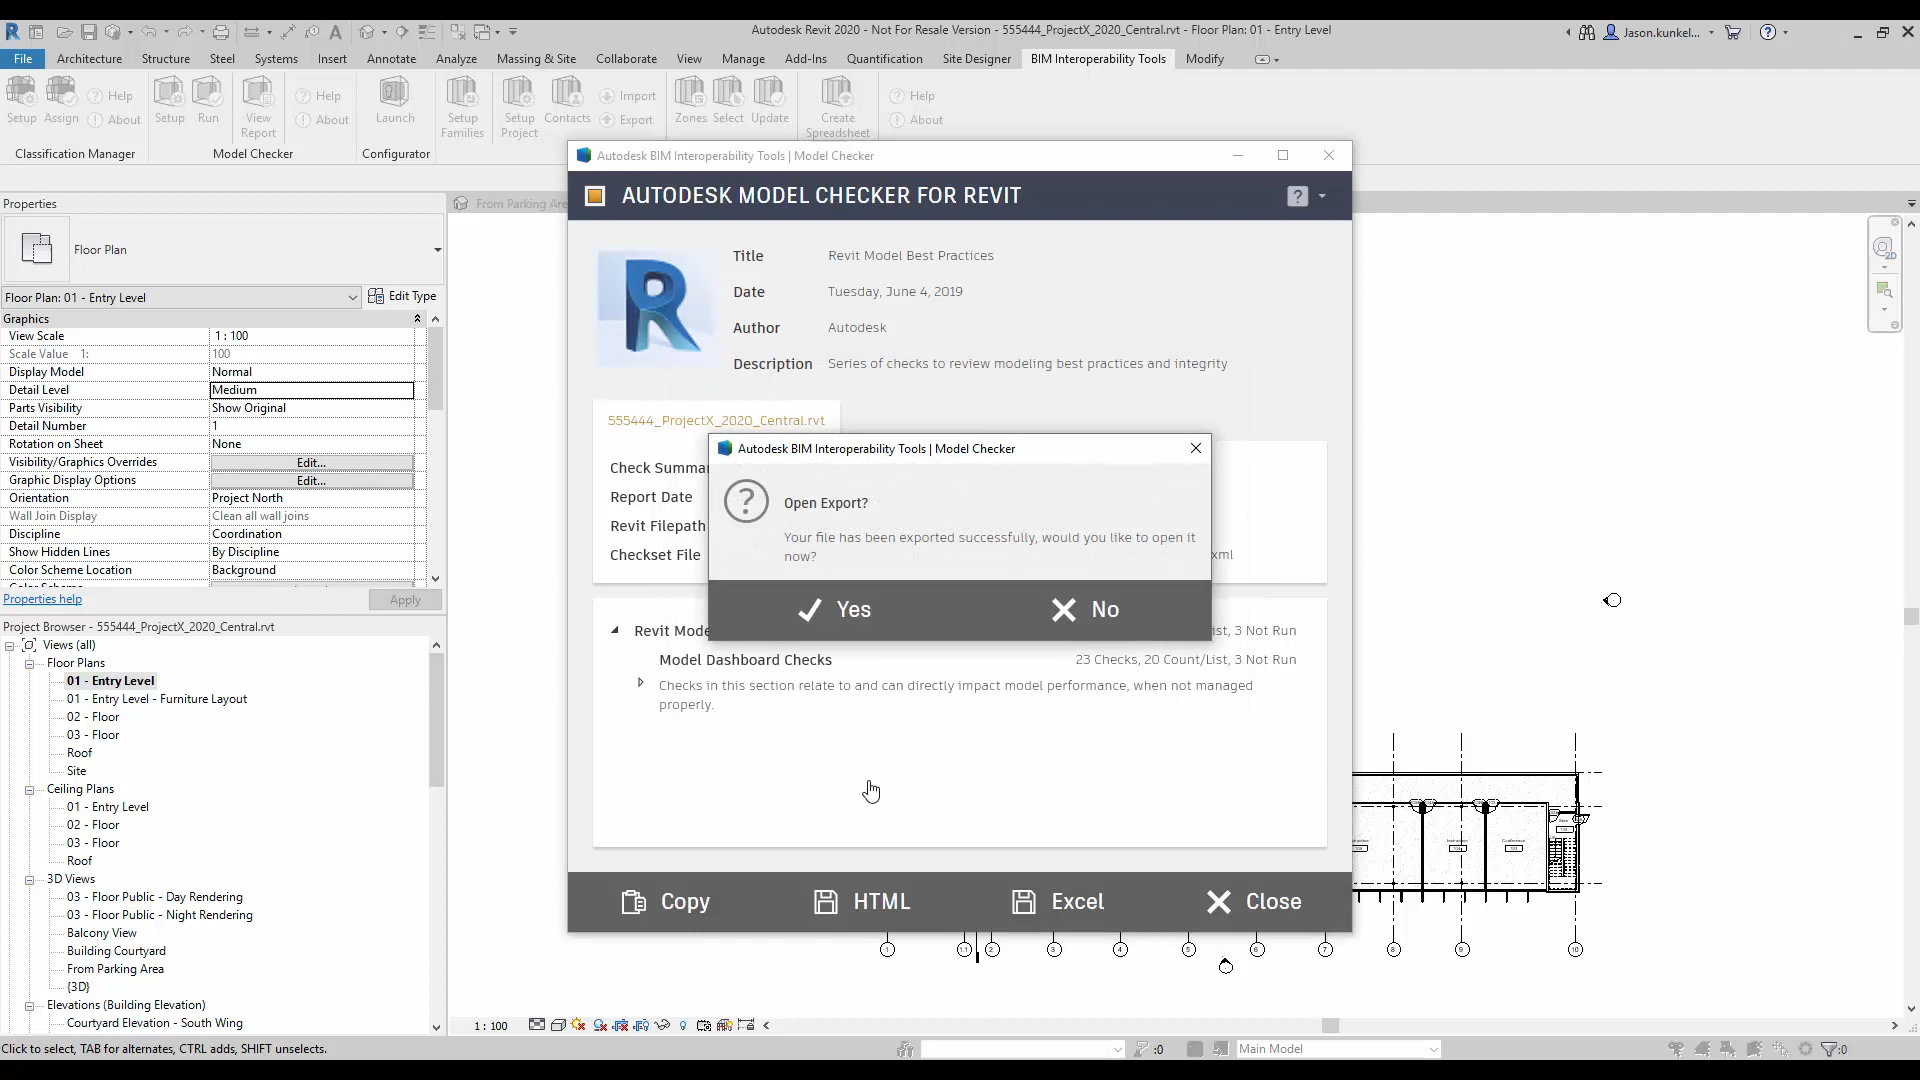 Autodesk Revit 2020 - Not For Resale Version - 555444_ProjectX_2020_Central.rvt - Floor Plan: 01 - Entry Level
Jason.kunkel...
File Architecture Structure Steel Systems Insert Annotate Analyze Massing & Site Collaborate View Manage Add-Ins Quantification Site Designer BIM Interoperability Tools Modify
Help Help Import Help
Setup Assign About Setup Run View Report About Launch Setup Families Setup Project Contacts Export Zones Select Update Create Spreadsheet About
Classification Manager Model Checker Configurator
Properties
Floor Plan
Floor Plan: 01 - Entry Level Edit Type
Graphics
View Scale 1 : 100
Scale Value 1: 100
Display Model Normal
Detail Level Medium
Parts Visibility Show Original
Detail Number 1
Rotation on Sheet None
Visibility/Graphics Overrides Edit...
Graphic Display Options Edit...
Orientation Project North
Wall Join Display Clean all wall joins
Discipline Coordination
Show Hidden Lines By Discipline
Color Scheme Location Background
Properties help Apply
Project Browser - 555444_ProjectX_2020_Central.rvt
Views (all)
Floor Plans
01 - Entry Level
01 - Entry Level - Furniture Layout
02 - Floor
03 - Floor
Roof
Site
Ceiling Plans
01 - Entry Level
02 - Floor
03 - Floor
Roof
3D Views
03 - Floor Public - Day Rendering
03 - Floor Public - Night Rendering
Balcony View
Building Courtyard
From Parking Area
{3D}
Elevations (Building Elevation)
Courtyard Elevation - South Wing
From Parking Area
Autodesk BIM Interoperability Tools | Model Checker
AUTODESK MODEL CHECKER FOR REVIT
Title Revit Model Best Practices
Date Tuesday, June 4, 2019
Author Autodesk
Description Series of checks to review modeling best practices and integrity
555444_ProjectX_2020_Central.rvt
Check Summar
Report Date
Revit Filepath
Checkset File xml
Autodesk BIM Interoperability Tools | Model Checker
Open Export?
Your file has been exported successfully, would you like to open it
now?
Yes No
Revit Mode ist, 3 Not Run
Model Dashboard Checks 23 Checks, 20 Count/List, 3 Not Run
Checks in this section relate to and can directly impact model performance, when not managed
properly.
Copy HTML Excel Close
2D
1 1.1 2 3 4 5 6 7 8 9 10
1 : 100
Click to select, TAB for alternates, CTRL adds, SHIFT unselects. :0 Main Model :0